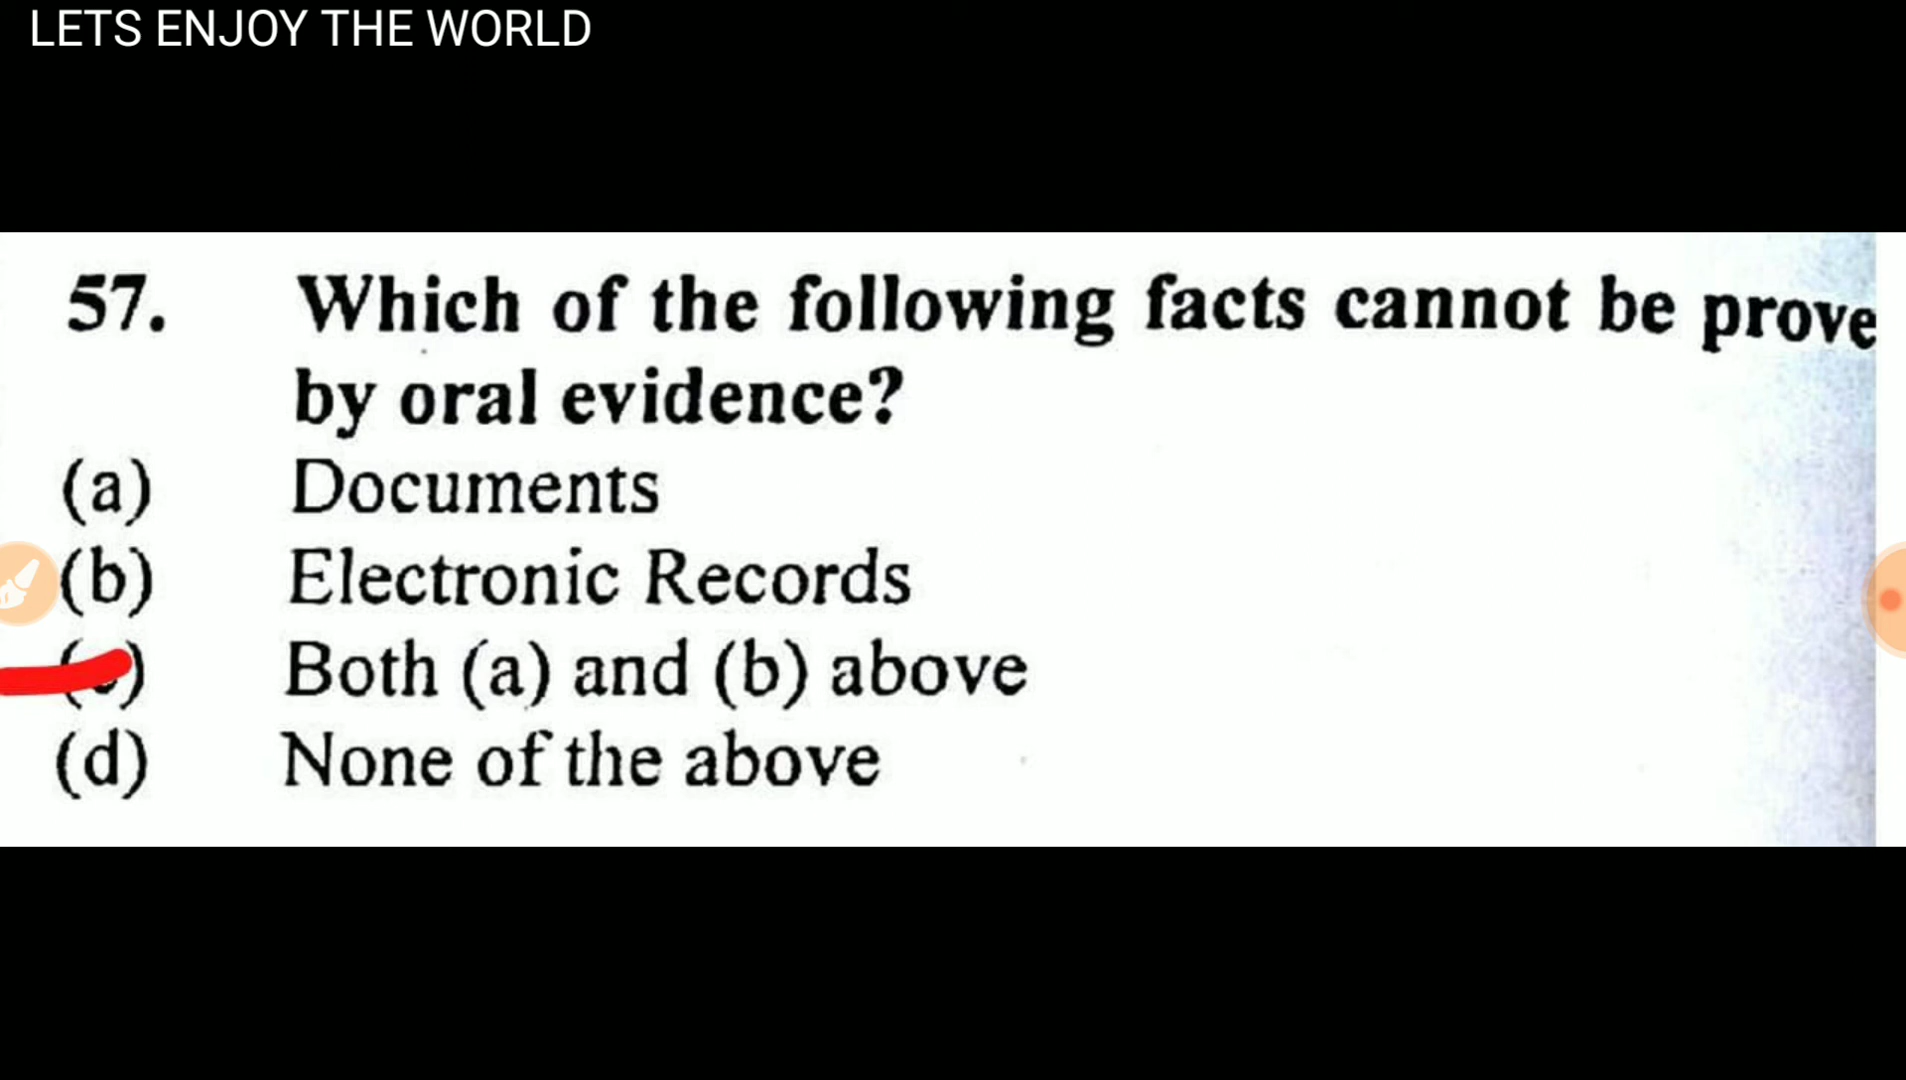 LETS ENJOY THE WORLD
57. Which of the following facts cannot be prove
by oral evidence?
(a) Documents
(b) Electronic Records
(c) Both (a) and (b) above
(d) None of the above